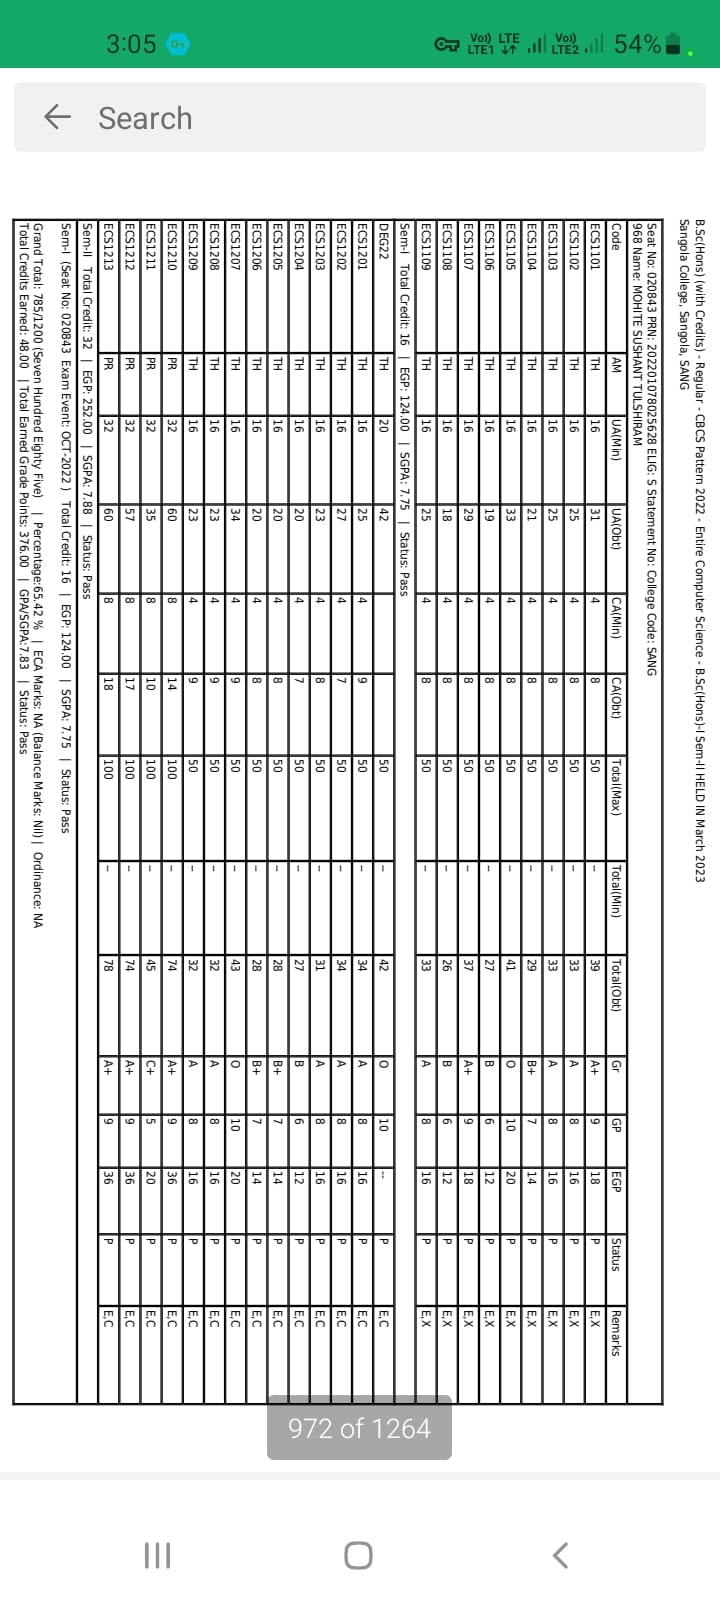 3:05
Vo)) LTE LTE1 Vo)) LTE2 54%
Search
B.Sc(Hons) (with Credits) - Regular - CBCS Pattern 2022 - Entire Computer Science - B.Sc(Hons)-I Sem-II HELD IN March 2023
Sangola College, Sangola, SANG
Seat No: 020843 PRN: 2022010780256​28 ELIG: S Statement No: College Code: SANG
968 Name: MOHITE SUSHANT TULSHIRAM
Code AM UA(Min) UA(Obt) CA(Min) CA(Obt) Total(Max) Total(Min) Total(Obt) Gr GP EGP Status Remarks
ECS1101 TH 16 31 4 8 50 - 39 A+ 9 18 P E,X
ECS1102 TH 16 25 4 8 50 - 33 A 8 16 P E,X
ECS1103 TH 16 25 4 8 50 - 33 A 8 16 P E,X
ECS1104 TH 16 21 4 8 50 - 29 B+ 7 14 P E,X
ECS1105 TH 16 33 4 8 50 - 41 O 10 20 P E,X
ECS1106 TH 16 19 4 8 50 - 27 B 6 12 P E,X
ECS1107 TH 16 29 4 8 50 - 37 A+ 9 18 P E,X
ECS1108 TH 16 18 4 8 50 - 26 B 6 12 P E,X
ECS1109 TH 16 25 4 8 50 - 33 A 8 16 P E,X
Sem-I Total Credit: 16 | EGP: 124.00 | SGPA: 7.75 | Status: Pass
DEG22 TH 20 42 50 - 42 O 10 -- P E,C
ECS1201 TH 16 25 4 9 50 - 34 A 8 16 P E,C
ECS1202 TH 16 27 4 7 50 - 34 A 8 16 P E,C
ECS1203 TH 16 23 4 8 50 - 31 A 8 16 P E,C
ECS1204 TH 16 20 4 7 50 - 27 B 6 12 P E,C
ECS1205 TH 16 20 4 8 50 - 28 B+ 7 14 P E,C
ECS1206 TH 16 20 4 8 50 - 28 B+ 7 14 P E,C
ECS1207 TH 16 34 4 9 50 - 43 O 10 20 P E,C
ECS1208 TH 16 23 4 9 50 - 32 A 8 16 P E,C
ECS1209 TH 16 23 4 9 50 - 32 A 8 16 P E,C
ECS1210 PR 32 60 8 14 100 - 74 A+ 9 36 P E,C
ECS1211 PR 32 35 8 10 100 - 45 C+ 5 20 P E,C
ECS1212 PR 32 57 8 17 100 - 74 A+ 9 36 P E,C
ECS1213 PR 32 60 8 18 100 - 78 A+ 9 36 P E,C
Sem-II Total Credit: 32 | EGP: 252.00 | SGPA: 7.88 | Status: Pass
Sem-I (Seat No: 020843 Exam Event: OCT-2022 ) Total Credit: 16 | EGP: 124.00 | SGPA: 7.75 | Status: Pass
Grand Total: 785/1200 (Seven Hundred Eighty Five) | Percentage:65.42 % | ECA Marks: NA (Balance Marks: Nil) | Ordinance: NA
Total Credits Earned: 48.00 | Total Earned Grade Points: 376.00 | GPA/SGPA:7.83 | Status: Pass
972 of 1264